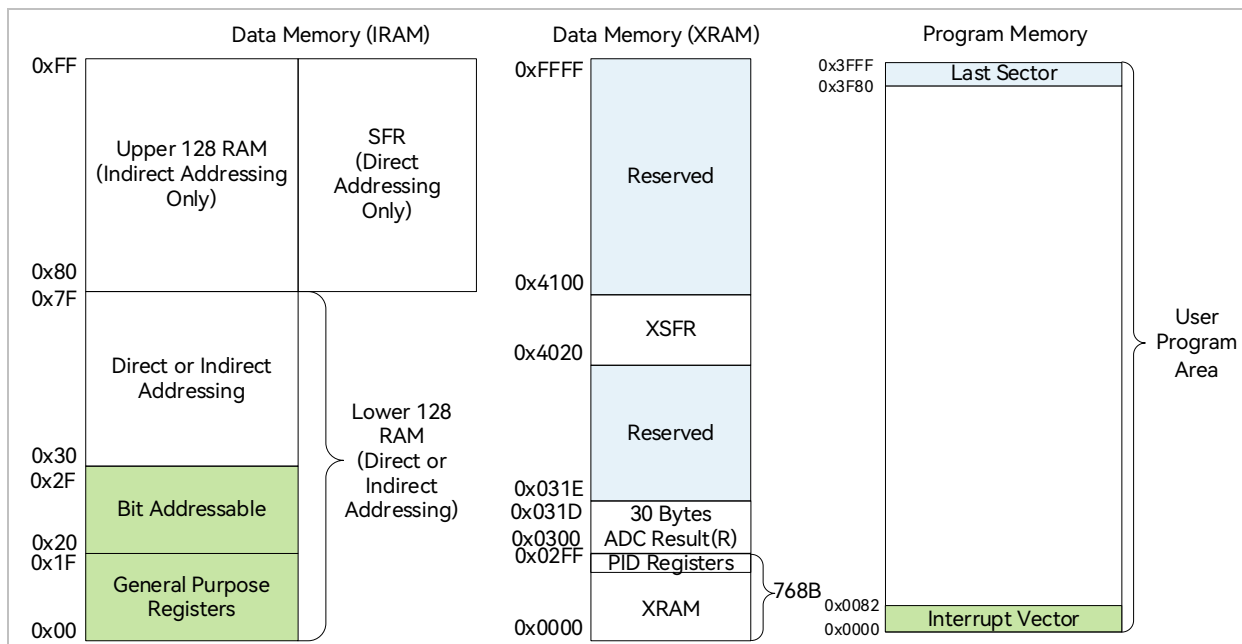 Data Memory (IRAM)
0xFF
Upper 128 RAM
(Indirect Addressing
Only)
SFR
(Direct
Addressing
Only)
0x80
0x7F
Direct or Indirect
Addressing
0x30
0x2F
Bit Addressable
0x20
0x1F
General Purpose
Registers
0x00
Lower 128
RAM
(Direct or
Indirect
Addressing)
Data Memory (XRAM)
0xFFFF
Reserved
0x4100
XSFR
0x4020
Reserved
0x031E
0x031D
30 Bytes
0x0300
ADC Result(R)
0x02FF
PID Registers
768B
XRAM
0x0000
Program Memory
0x3FFF
Last Sector
0x3F80
User
Program
Area
0x0082
Interrupt Vector
0x0000